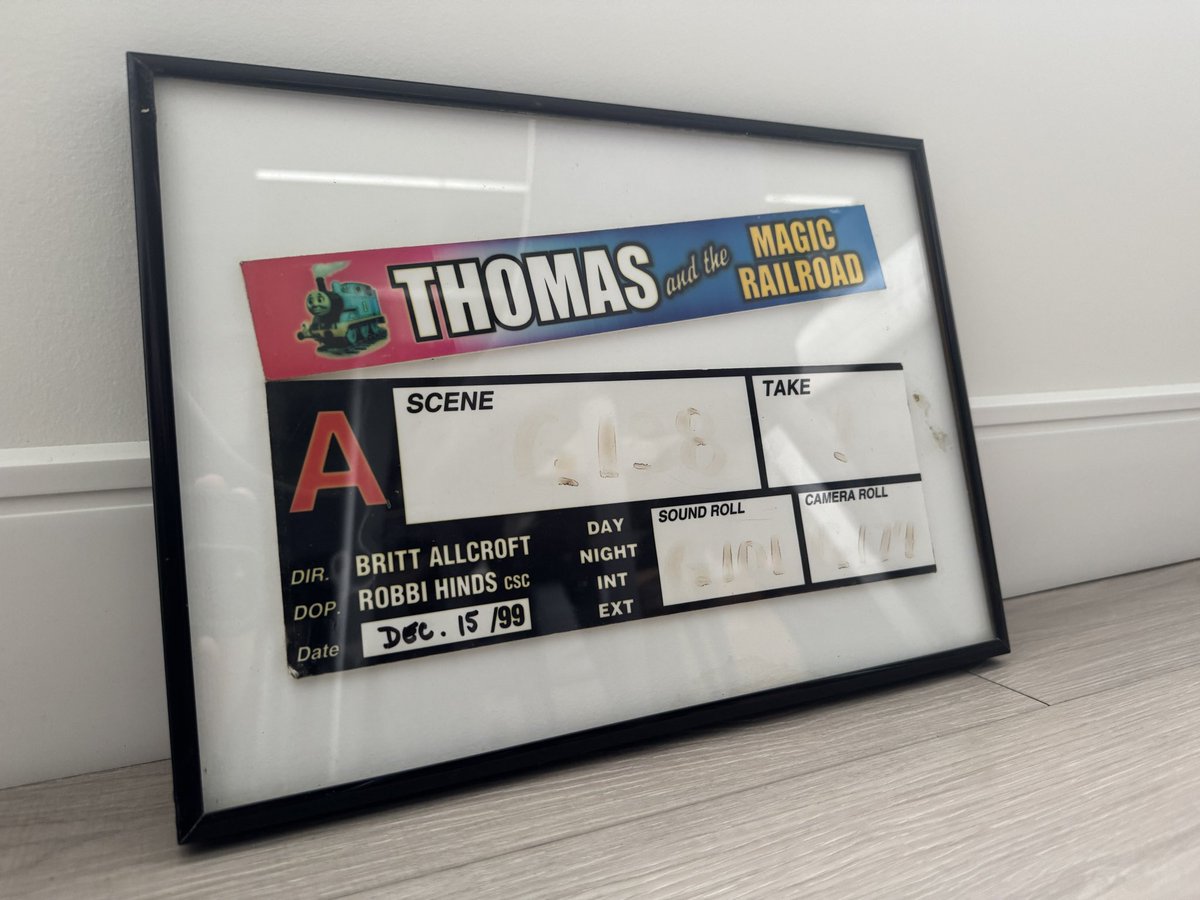 THOMAS and the MAGIC RAILROAD
A
SCENE
TAKE
DIR. BRITT ALLCROFT
DOP. ROBBI HINDS CSC
Date DEC. 15 /99
DAY
NIGHT
INT
EXT
SOUND ROLL
CAMERA ROLL